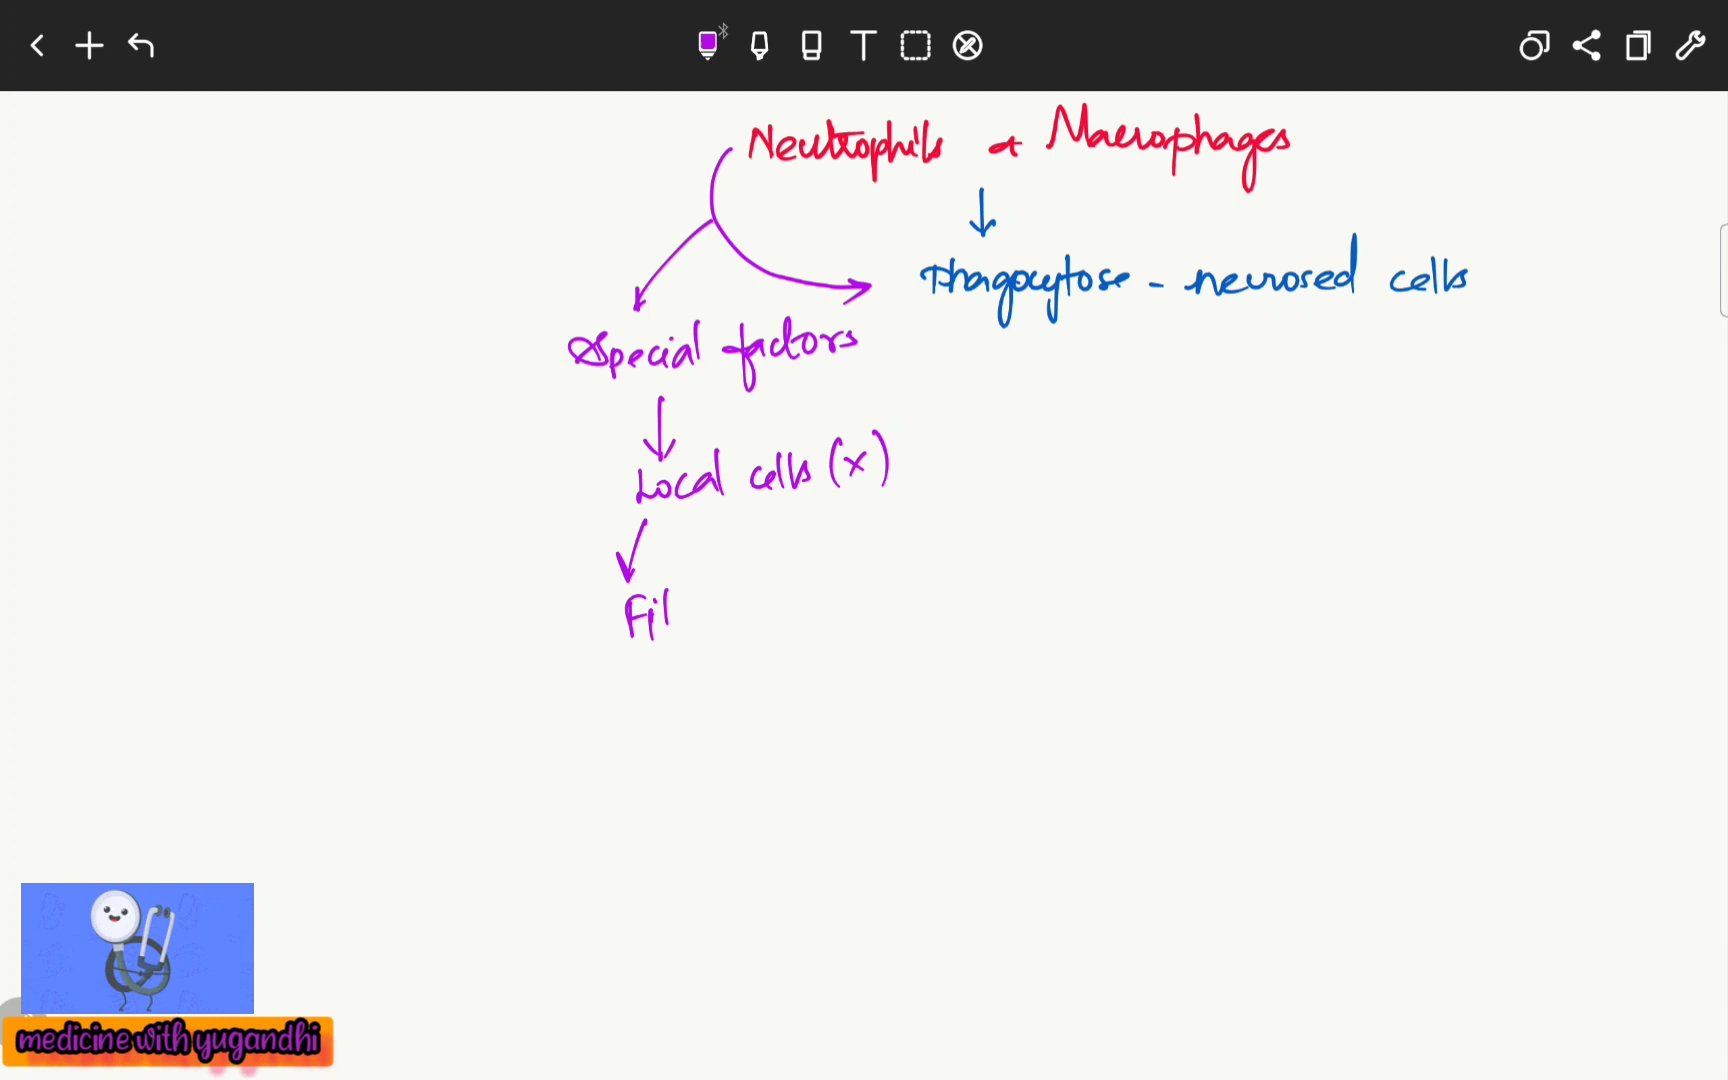 Neutrophils & Macrophages
Phagocytose - necrosed cells
Special factors
Local cells (x)
Fil
medicine with yugandhi